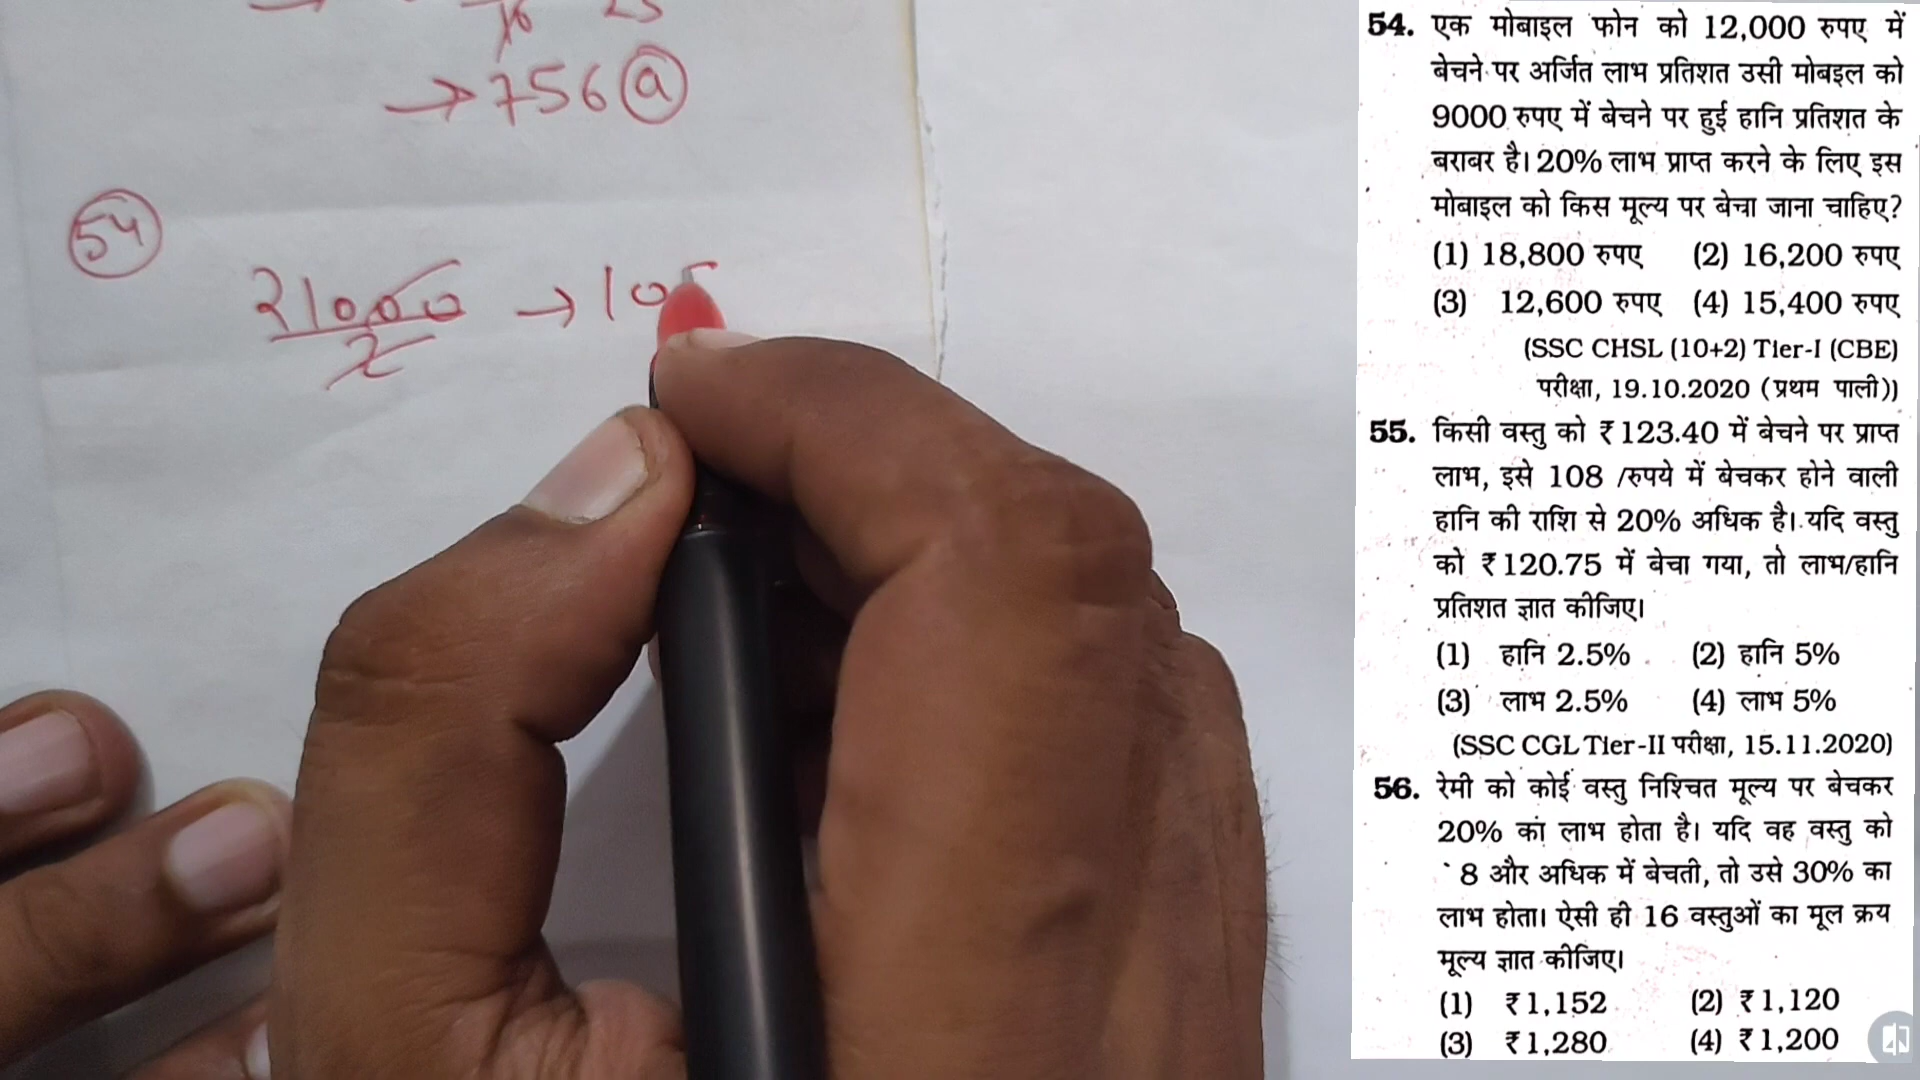 16 25
→ 756 (a)
(54)
21000 → 105
2
54. एक मोबाइल फोन को 12,000 रुपए में
बेचने पर अर्जित लाभ प्रतिशत उसी मोबइल को
9000 रुपए में बेचने पर हुई हानि प्रतिशत के
बराबर है। 20% लाभ प्राप्त करने के लिए इस
मोबाइल को किस मूल्य पर बेचा जाना चाहिए?
(1) 18,800 रुपए (2) 16,200 रुपए
(3) 12,600 रुपए (4) 15,400 रुपए
(SSC CHSL (10+2) Tier-I (CBE)
परीक्षा, 19.10.2020 (प्रथम पाली))
55. किसी वस्तु को ₹ 123.40 में बेचने पर प्राप्त
लाभ, इसे 108 /रुपये में बेचकर होने वाली
हानि की राशि से 20% अधिक है। यदि वस्तु
को ₹ 120.75 में बेचा गया, तो लाभ/हानि
प्रतिशत ज्ञात कीजिए।
(1) हानि 2.5% (2) हानि 5%
(3) लाभ 2.5% (4) लाभ 5%
(SSC CGL Tier-II परीक्षा, 15.11.2020)
56. रेमी को कोई वस्तु निश्चित मूल्य पर बेचकर
20% का लाभ होता है। यदि वह वस्तु को
` 8 और अधिक में बेचती, तो उसे 30% का
लाभ होता। ऐसी ही 16 वस्तुओं का मूल क्रय
मूल्य ज्ञात कीजिए।
(1) ₹ 1,152 (2) ₹ 1,120
(3) ₹ 1,280 (4) ₹ 1,200